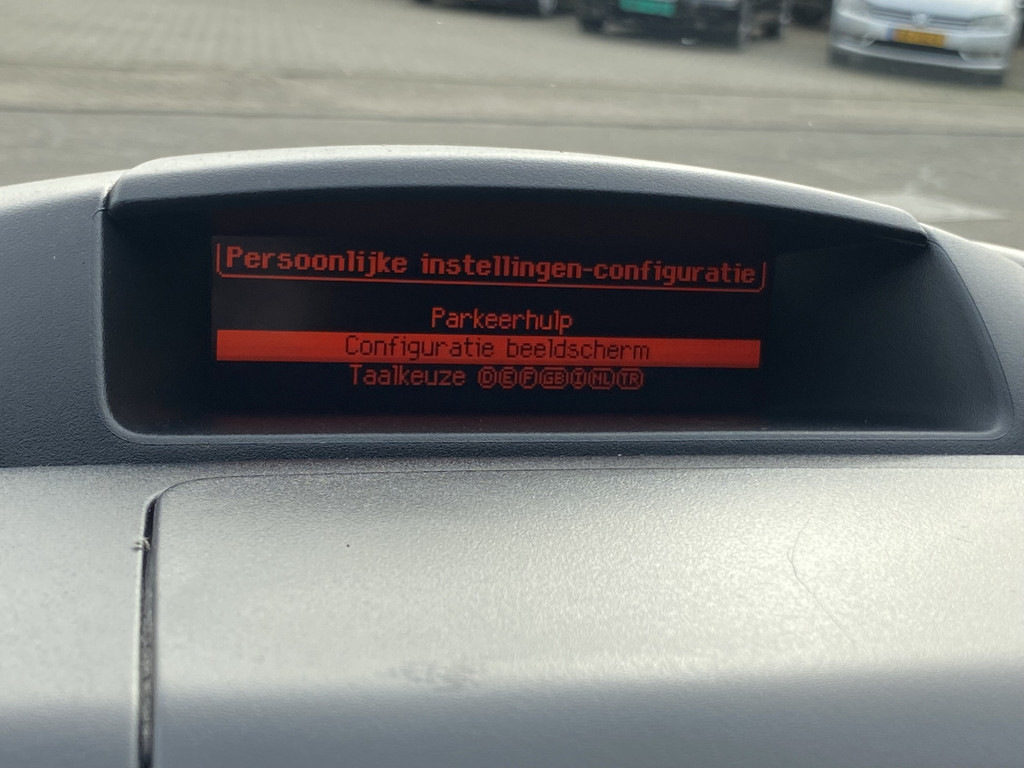 Persoonlijke instellingen-configuratie
Parkeerhulp
Configuratie beeldscherm
Taalkeuze D E F GB I NL TR